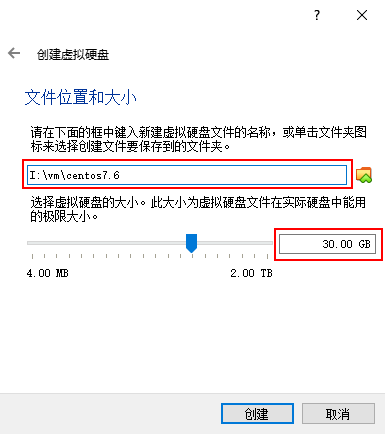 ?
创建虚拟硬盘
文件位置和大小
请在下面的框中键入新建虚拟硬盘文件的名称，或单击文件夹图
标来选择创建文件要保存到的文件夹。
I:\vm\centos7.6
选择虚拟硬盘的大小。此大小为虚拟硬盘文件在实际硬盘中能用
的极限大小。
30.00 GB
4.00 MB 2.00 TB
创建 取消